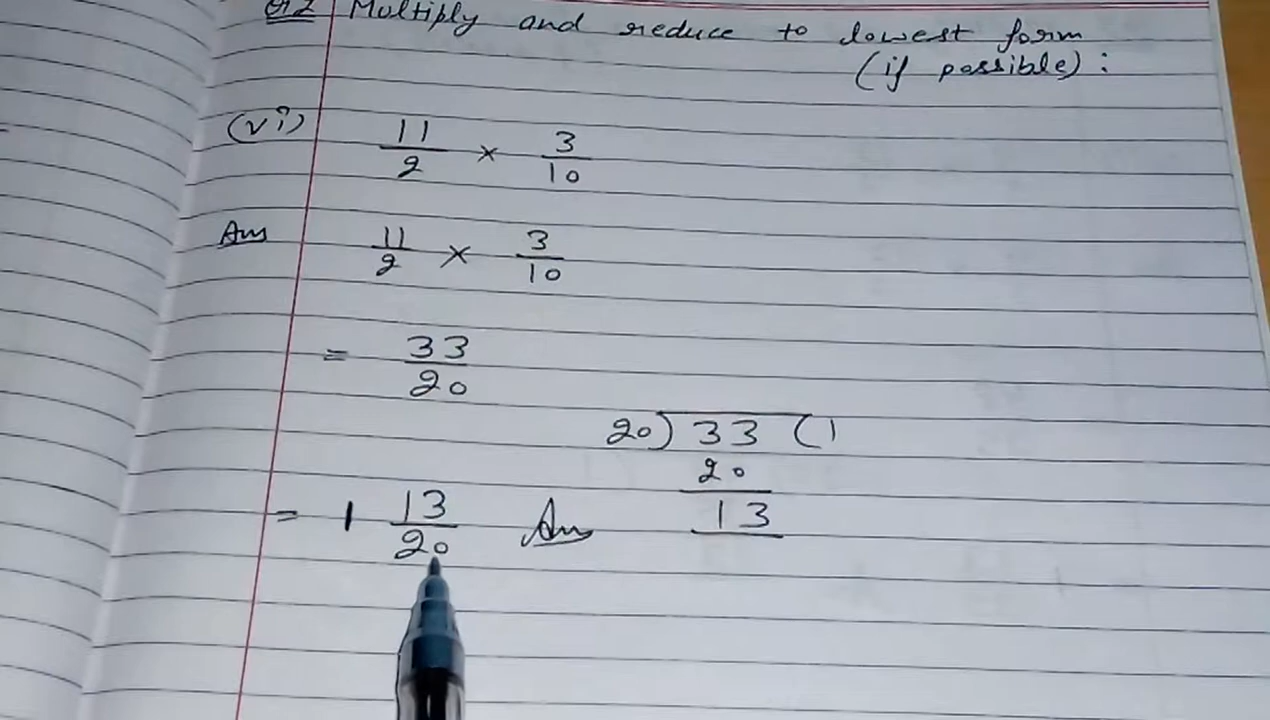 Q.2 Multiply and reduce to lowest form
(if possible) :
(vi) 11/2 × 3/10
Ans 11/2 × 3/10
= 33/20
20) 33 (1
20
13
= 1 13/20 Ans